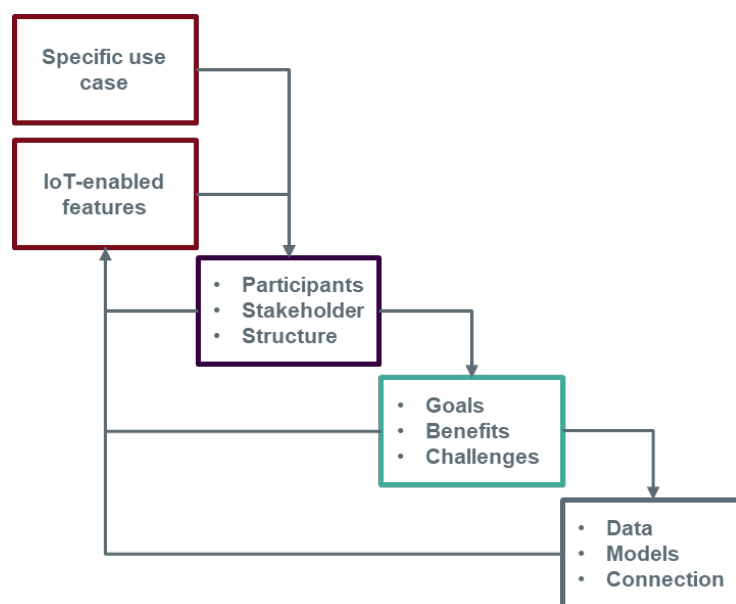 Specific use
case
IoT-enabled
features
• Participants
• Stakeholder
• Structure
• Goals
• Benefits
• Challenges
• Data
• Models
• Connection